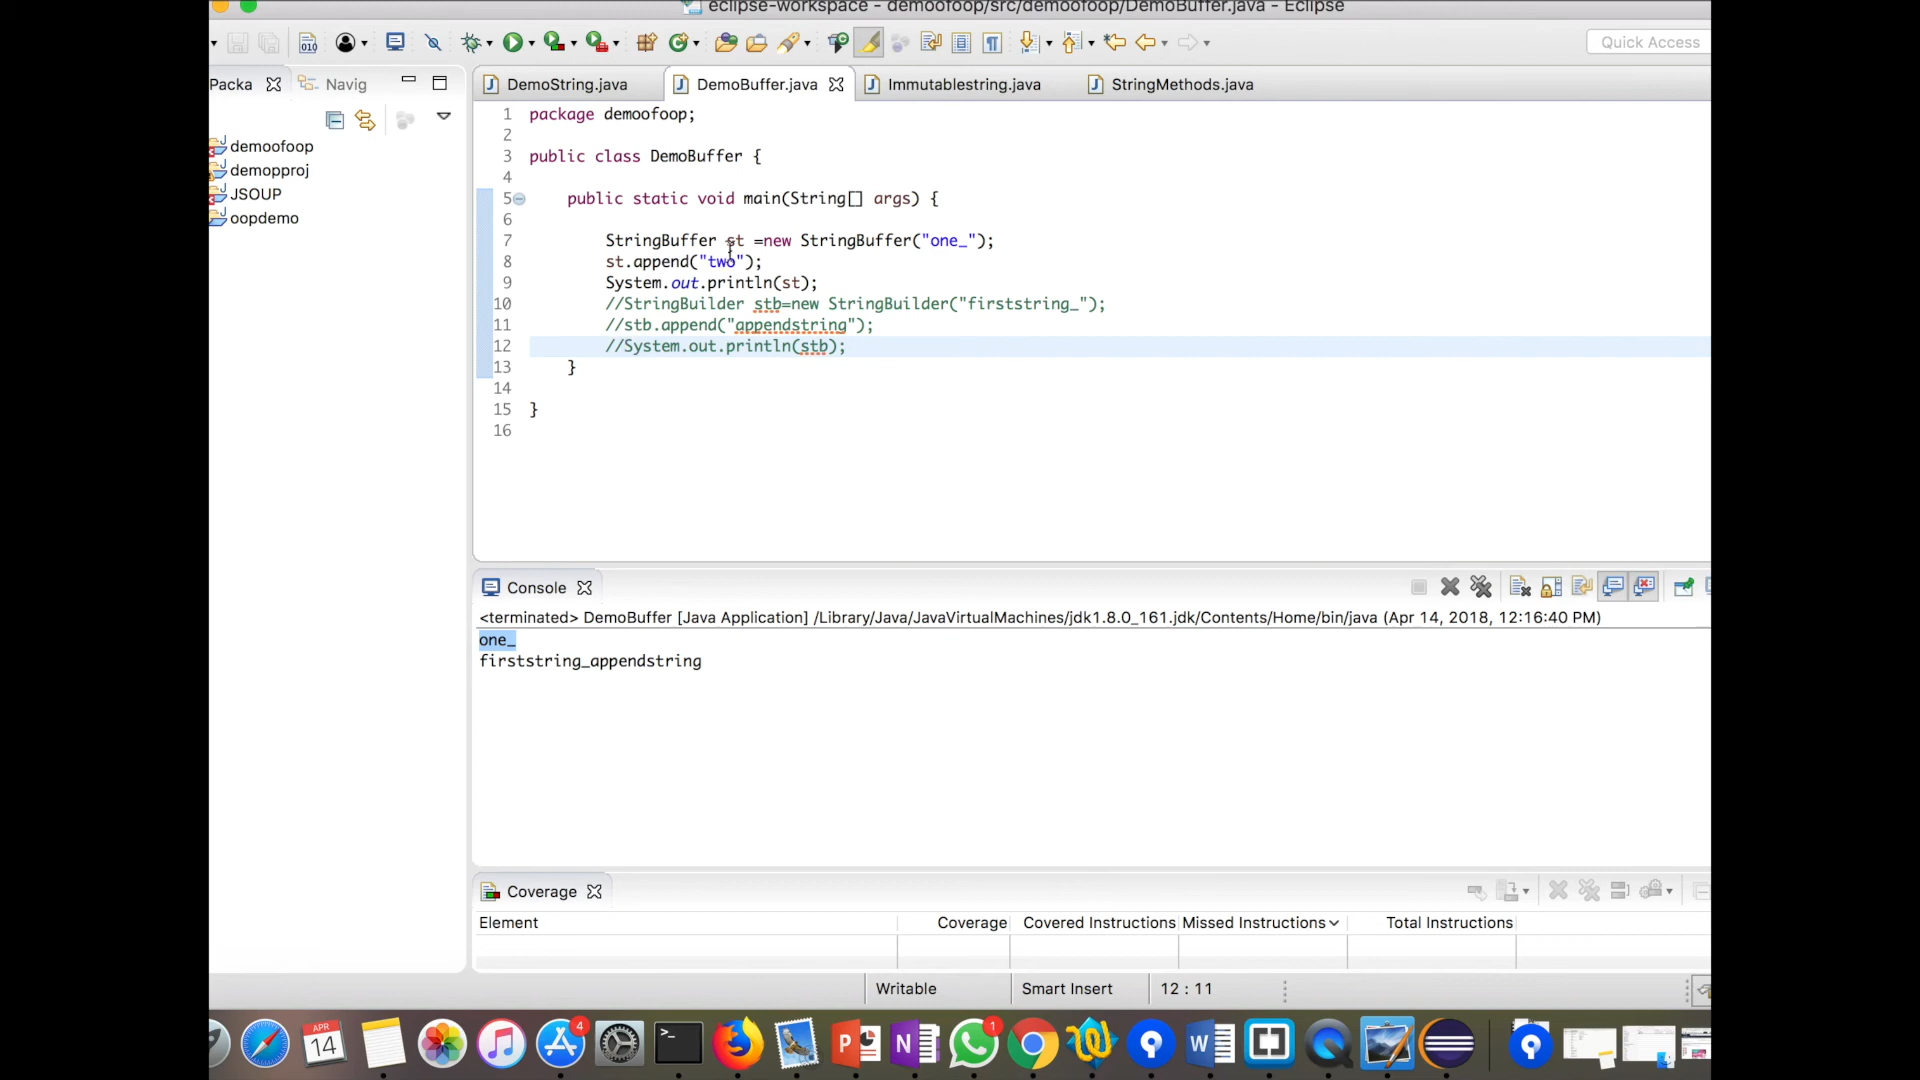 eclipse-workspace - demoofoop/src/demoofoop/DemoBuffer.java - Eclipse
010
Quick Access
Packa
Navig
DemoString.java
DemoBuffer.java
Immutablestring.java
StringMethods.java
demoofoop
demopproj
JSOUP
oopdemo
1 package demoofoop;
2
3 public class DemoBuffer {
4
5 public static void main(String[] args) {
6
7 StringBuffer st =new StringBuffer("one_");
8 st.append("two");
9 System.out.println(st);
10 //StringBuilder stb=new StringBuilder("firststring_");
11 //stb.append("appendstring");
12 //System.out.println(stb);
13 }
14
15 }
16
Console
<terminated> DemoBuffer [Java Application] /Library/Java/JavaVirtualMachines/jdk1.8.0_161.jdk/Contents/Home/bin/java (Apr 14, 2018, 12:16:40 PM)
one_
firststring_appendstring
Coverage
Element Coverage Covered Instructions Missed Instructions Total Instructions
Writable Smart Insert 12 : 11
APR
14
4
1
P
N
W